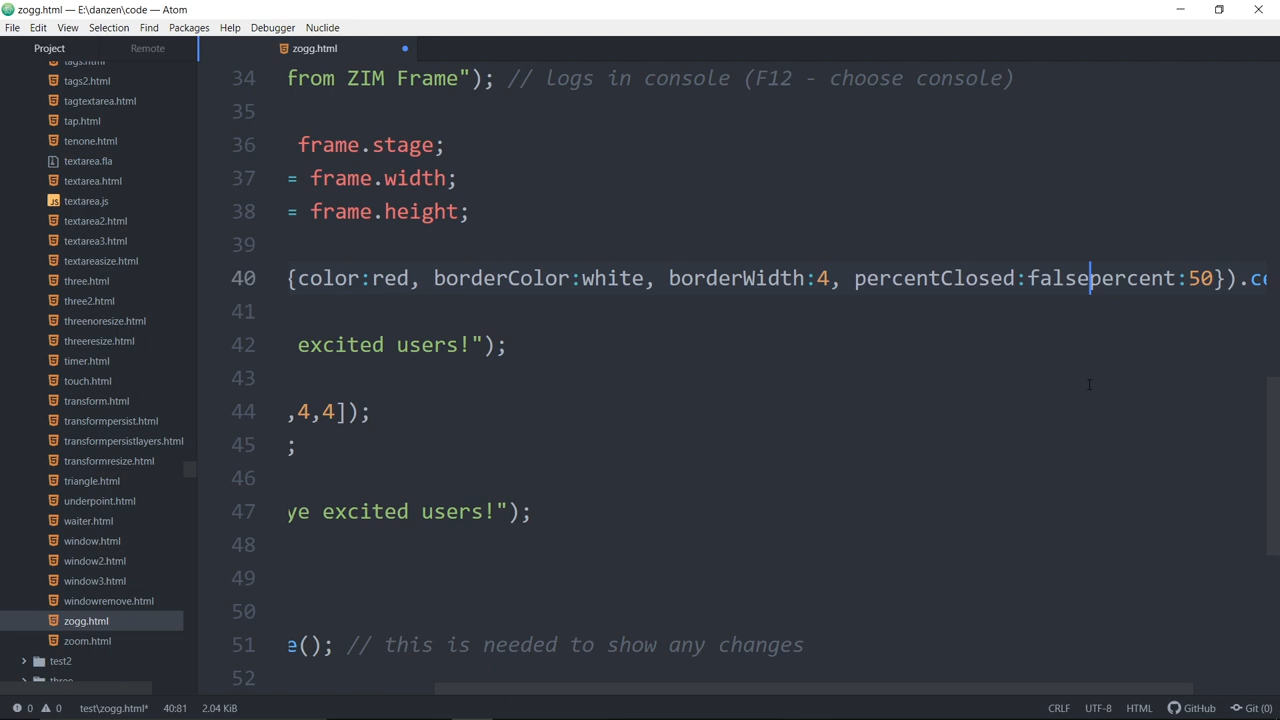 zogg.html — E:\danzen\code — Atom
File Edit View Selection Find Packages Help Debugger Nuclide
Project Remote zogg.html
tags.html
tags2.html
tagtextarea.html
tap.html
tenone.html
textarea.fla
textarea.html
textarea.js
textarea2.html
textarea3.html
textareasize.html
three.html
three2.html
threenoresize.html
threeresize.html
timer.html
touch.html
transform.html
transformpersist.html
transformpersistlayers.html
transformresize.html
triangle.html
underpoint.html
waiter.html
window.html
window2.html
window3.html
windowremove.html
zogg.html
zoom.html
test2
three
34 from ZIM Frame"); // logs in console (F12 - choose console)
35
36 frame.stage;
37 = frame.width;
38 = frame.height;
39
40 {color:red, borderColor:white, borderWidth:4, percentClosed:falsepercent:50}).ce
41
42 excited users!");
43
44 ,4,4]);
45 ;
46
47 ye excited users!");
48
49
50
51 e(); // this is needed to show any changes
52
0 0 test\zogg.html* 40:81 2.04 KiB CRLF UTF-8 HTML GitHub Git (0)